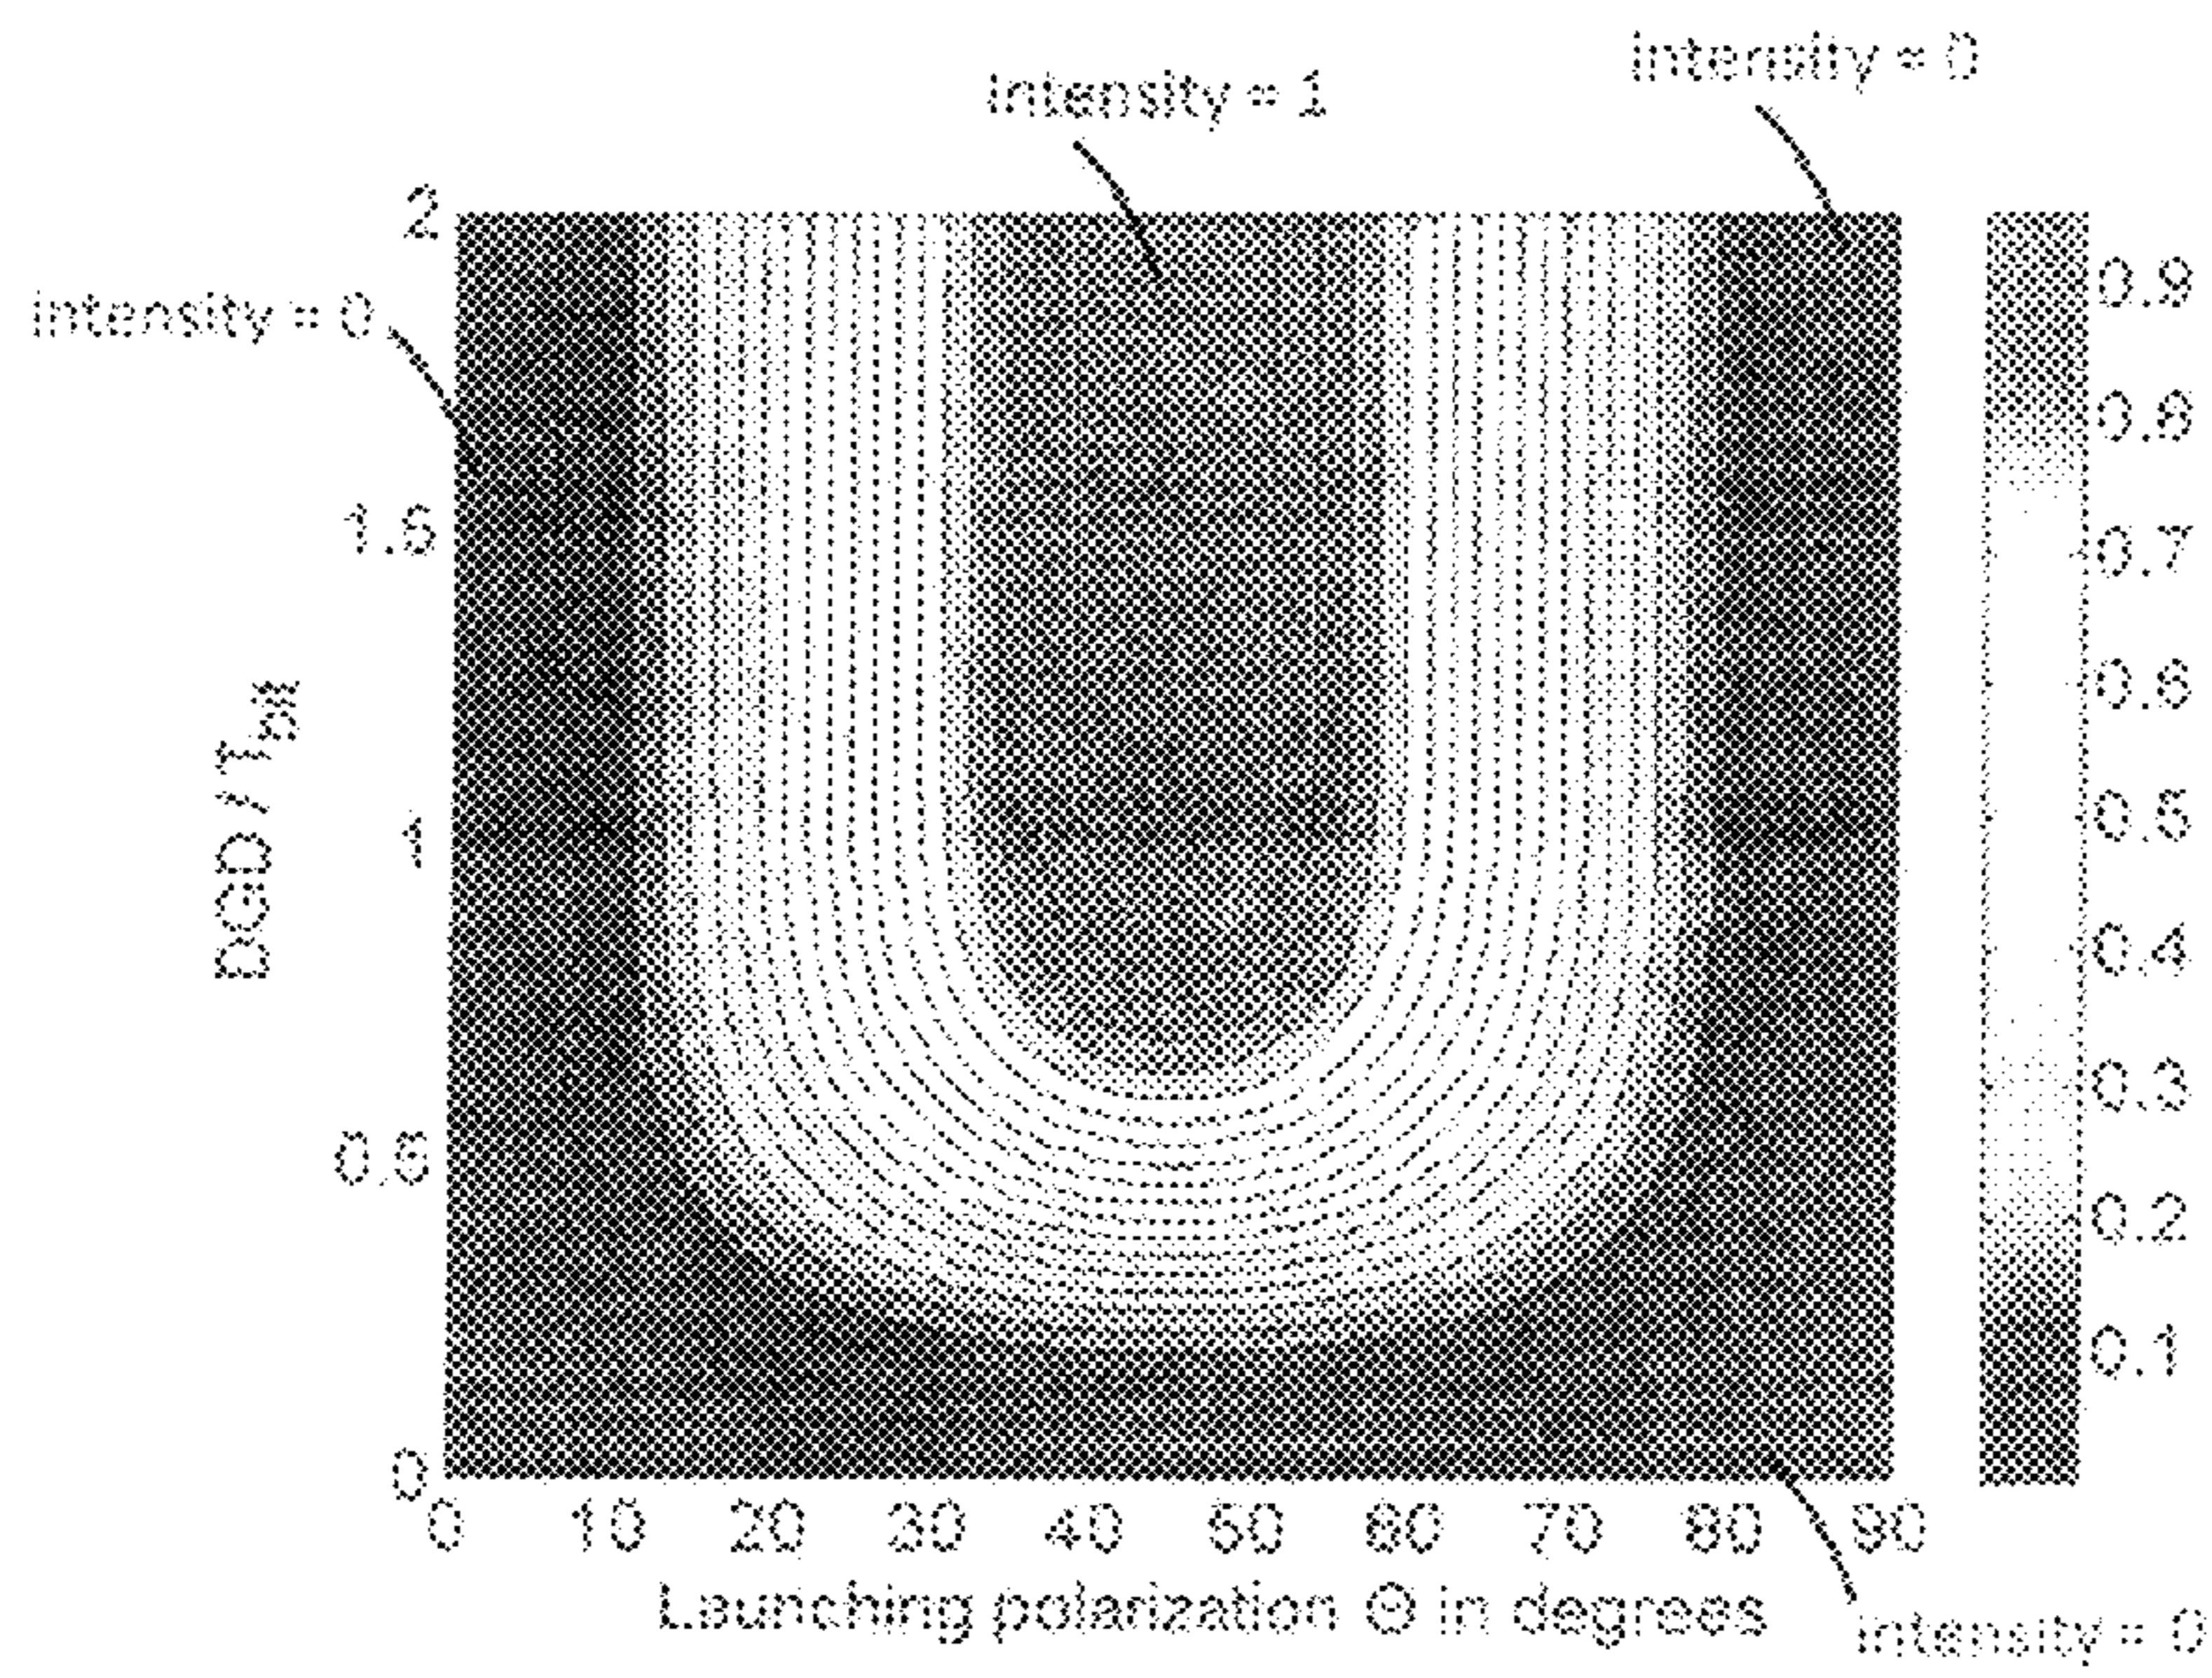 Intensity = 0
Intensity = 1
Intensity = 0
2
1.5
1
0.5
0
DGD / T_bit
0 10 20 30 40 50 60 70 80 90
Launching polarization Θ in degrees
Intensity = 0
0.9
0.8
0.7
0.6
0.5
0.4
0.3
0.2
0.1